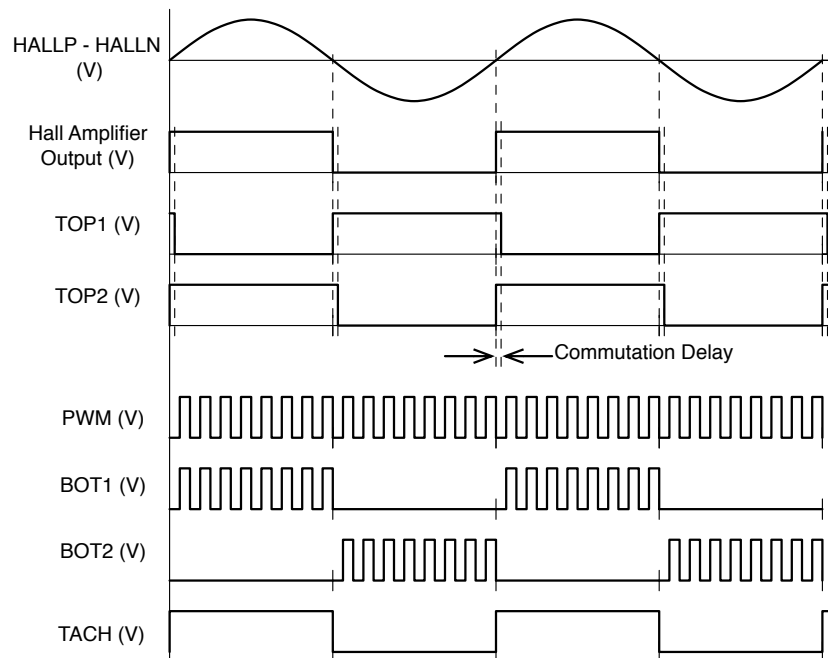 HALLP - HALLN
(V)
Hall Amplifier
Output (V)
TOP1 (V)
TOP2 (V)
Commutation Delay
PWM (V)
BOT1 (V)
BOT2 (V)
TACH (V)